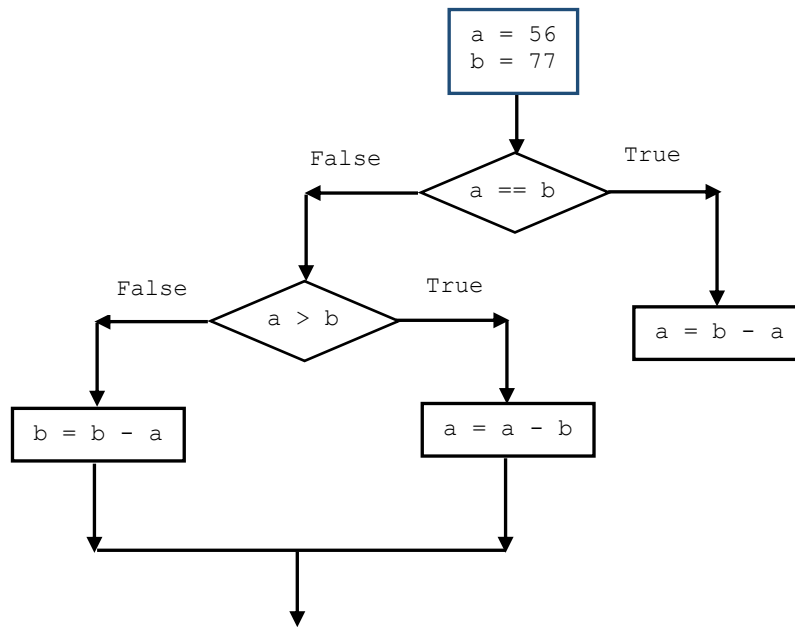 a = 56
b = 77
False
True
a == b
False
True
a > b
a = b - a
b = b - a
a = a - b